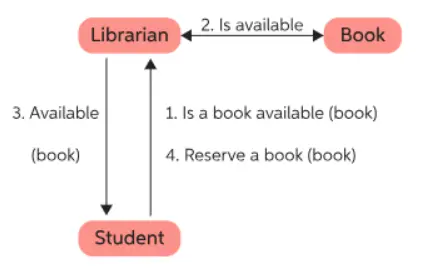 Librarian
2. Is available
Book
3. Available
(book)
1. Is a book available (book)
4. Reserve a book (book)
Student